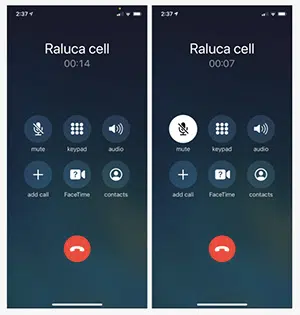 2:37
Raluca cell
00:14
mute keypad audio
?
add call FaceTime contacts
2:37
Raluca cell
00:07
mute keypad audio
?
add call FaceTime contacts